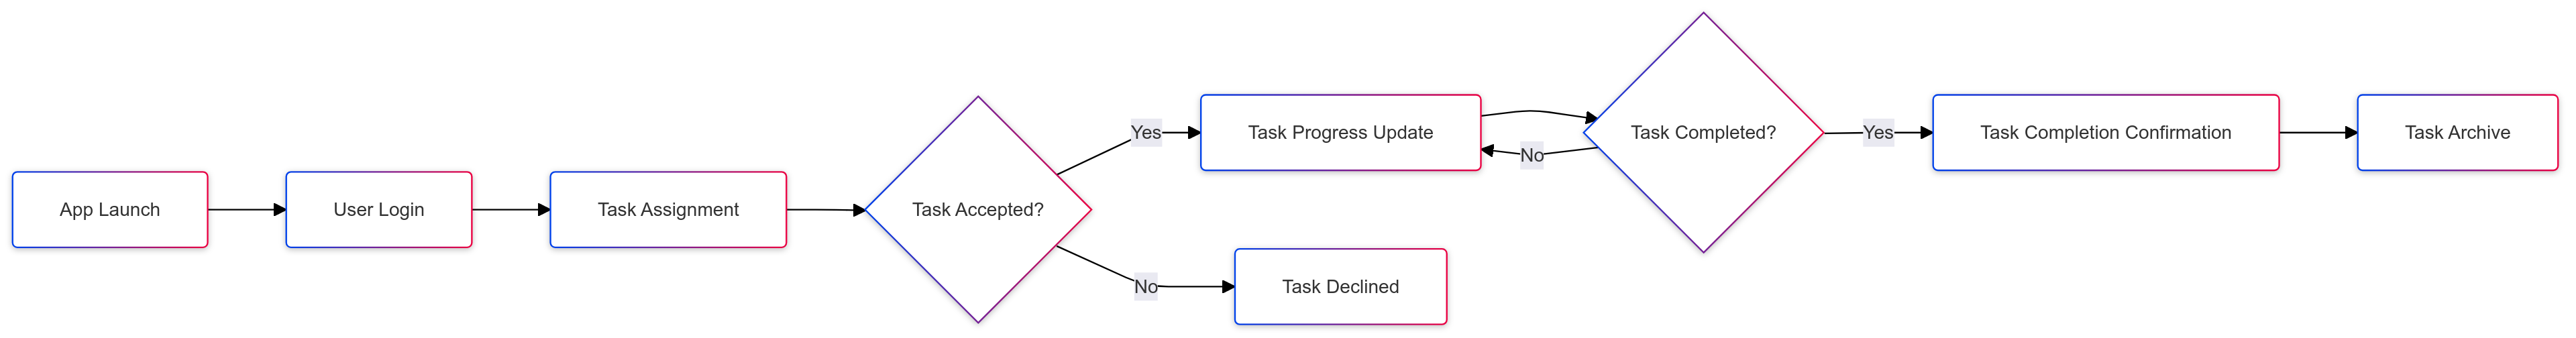 App Launch
User Login
Task Assignment
Task Accepted?
Yes
Task Progress Update
No
Task Declined
Task Completed?
No
Yes
Task Completion Confirmation
Task Archive